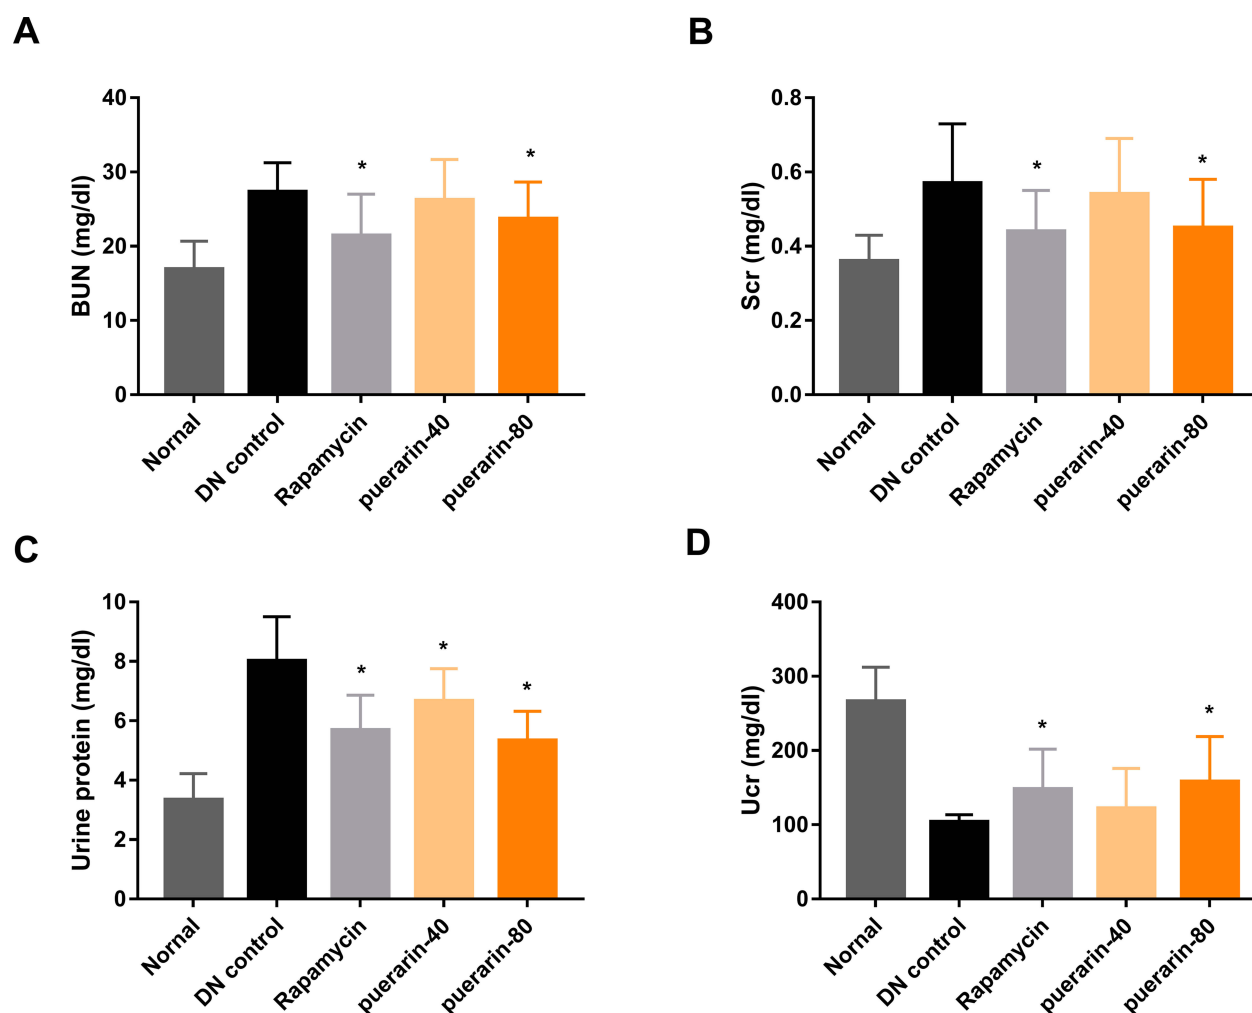 A
BUN (mg/dl)
40
30
20
10
0
*
*
Nornal
DN control
Rapamycin
puerarin-40
puerarin-80
B
Scr (mg/dl)
0.8
0.6
0.4
0.2
0.0
*
*
Nornal
DN control
Rapamycin
puerarin-40
puerarin-80
C
Urine protein (mg/dl)
10
8
6
4
2
0
*
*
*
Nornal
DN control
Rapamycin
puerarin-40
puerarin-80
D
Ucr (mg/dl)
400
300
200
100
0
*
*
Nornal
DN control
Rapamycin
puerarin-40
puerarin-80